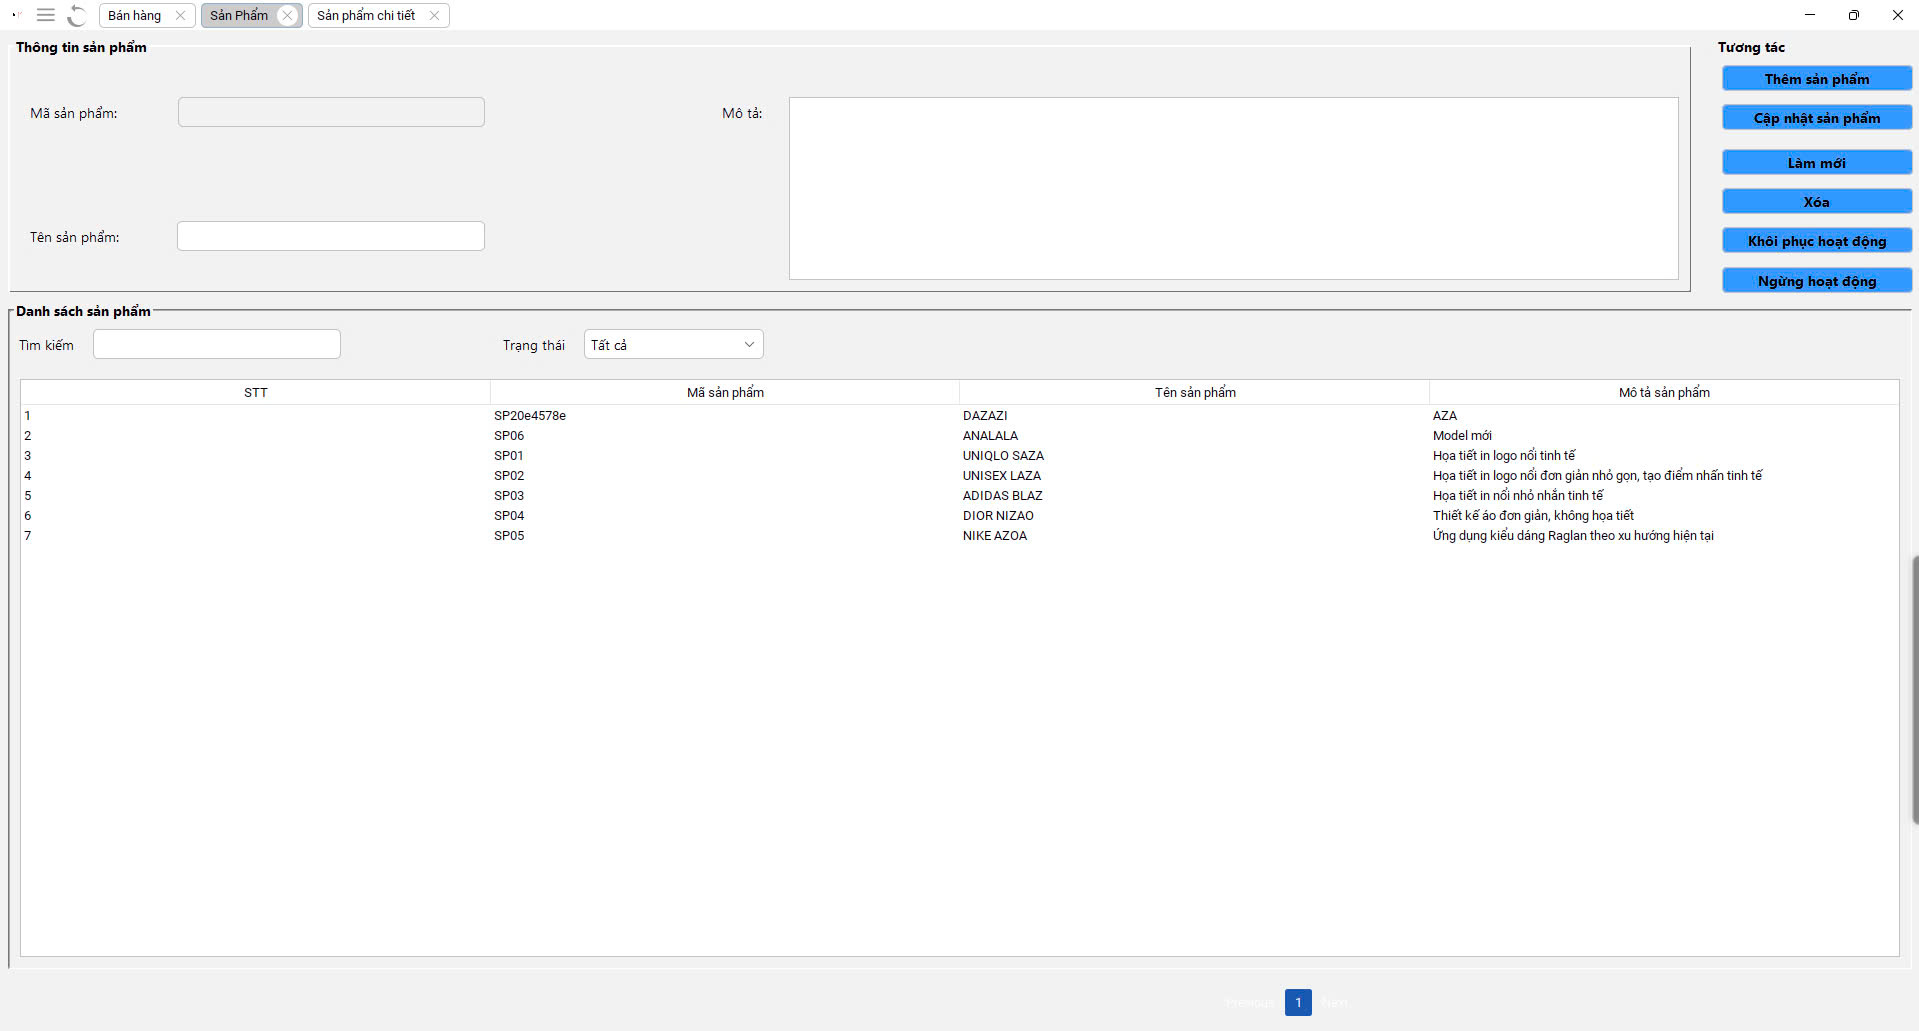 Bán hàng
Sản Phẩm
Sản phẩm chi tiết
Thông tin sản phẩm
Mã sản phẩm:
Mô tả:
Tên sản phẩm:
Tương tác
Thêm sản phẩm
Cập nhật sản phẩm
Làm mới
Xóa
Khôi phục hoạt động
Ngừng hoạt động
Danh sách sản phẩm
Tìm kiếm
Trạng thái
Tất cả
STT Mã sản phẩm Tên sản phẩm Mô tả sản phẩm
1 SP20e4578e DAZAZI AZA
2 SP06 ANALALA Model mới
3 SP01 UNIQLO SAZA Họa tiết in logo nổi tinh tế
4 SP02 UNISEX LAZA Họa tiết in logo nổi đơn giản nhỏ gọn, tạo điểm nhấn tinh tế
5 SP03 ADIDAS BLAZ Họa tiết in nổi nhỏ nhắn tinh tế
6 SP04 DIOR NIZAO Thiết kế áo đơn giản, không họa tiết
7 SP05 NIKE AZOA Ứng dụng kiểu dáng Raglan theo xu hướng hiện tại
Previous 1 Next